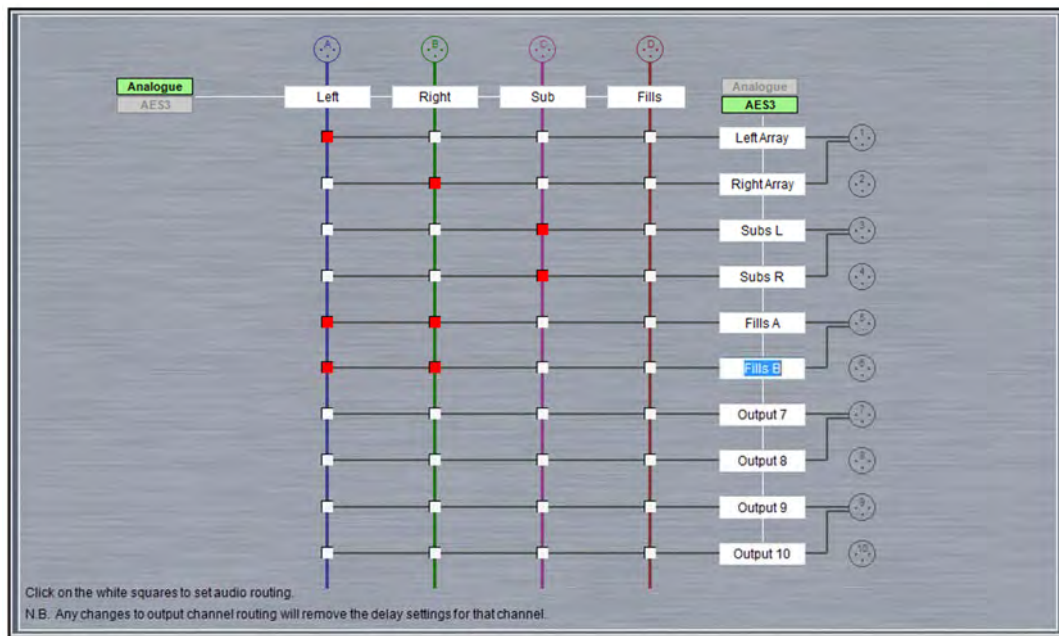 A B C D
Analogue
AES3
Left Right Sub Fills
Analogue
AES3
Left Array 1
Right Array 2
Subs L 3
Subs R 4
Fills A 5
Fills B 6
Output 7 7
Output 8 8
Output 9 9
Output 10 10
Click on the white squares to set audio routing.
N.B. Any changes to output channel routing will remove the delay settings for that channel.